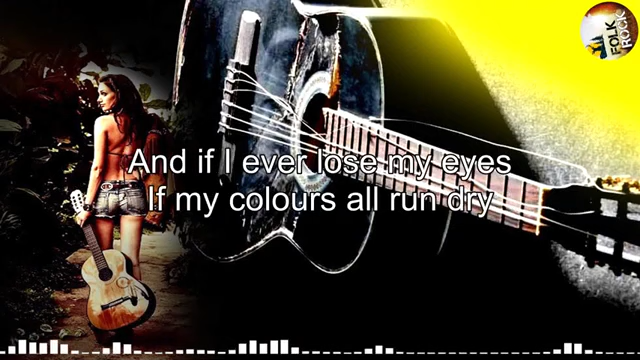 FOLK
ROCK
And if I ever lose my eyes
If my colours all run dry